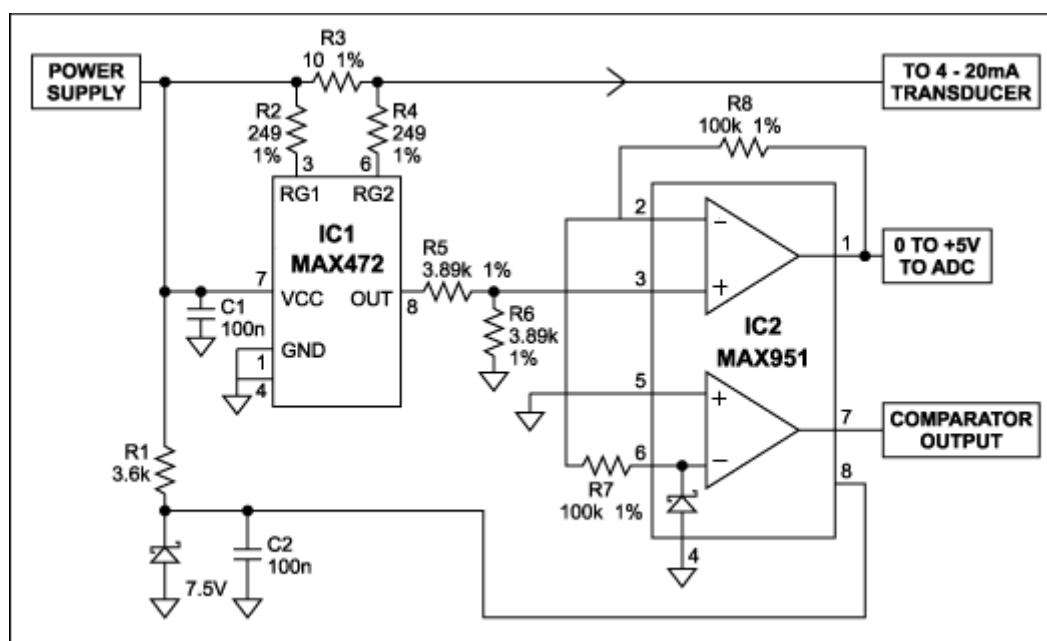 POWER
SUPPLY
R3
10 1%
TO 4 - 20mA
TRANSDUCER
R2
249
1%
3
R4
249
1%
6
R8
100k 1%
RG1 RG2
IC1
MAX472
7
VCC OUT
8
C1
100n
GND
1
4
R5
3.89k 1%
R6
3.89k
1%
2
-
3
+
1
0 TO +5V
TO ADC
IC2
MAX951
5
+
6
-
7
COMPARATOR
OUTPUT
8
R7
100k 1%
4
R1
3.6k
C2
100n
7.5V